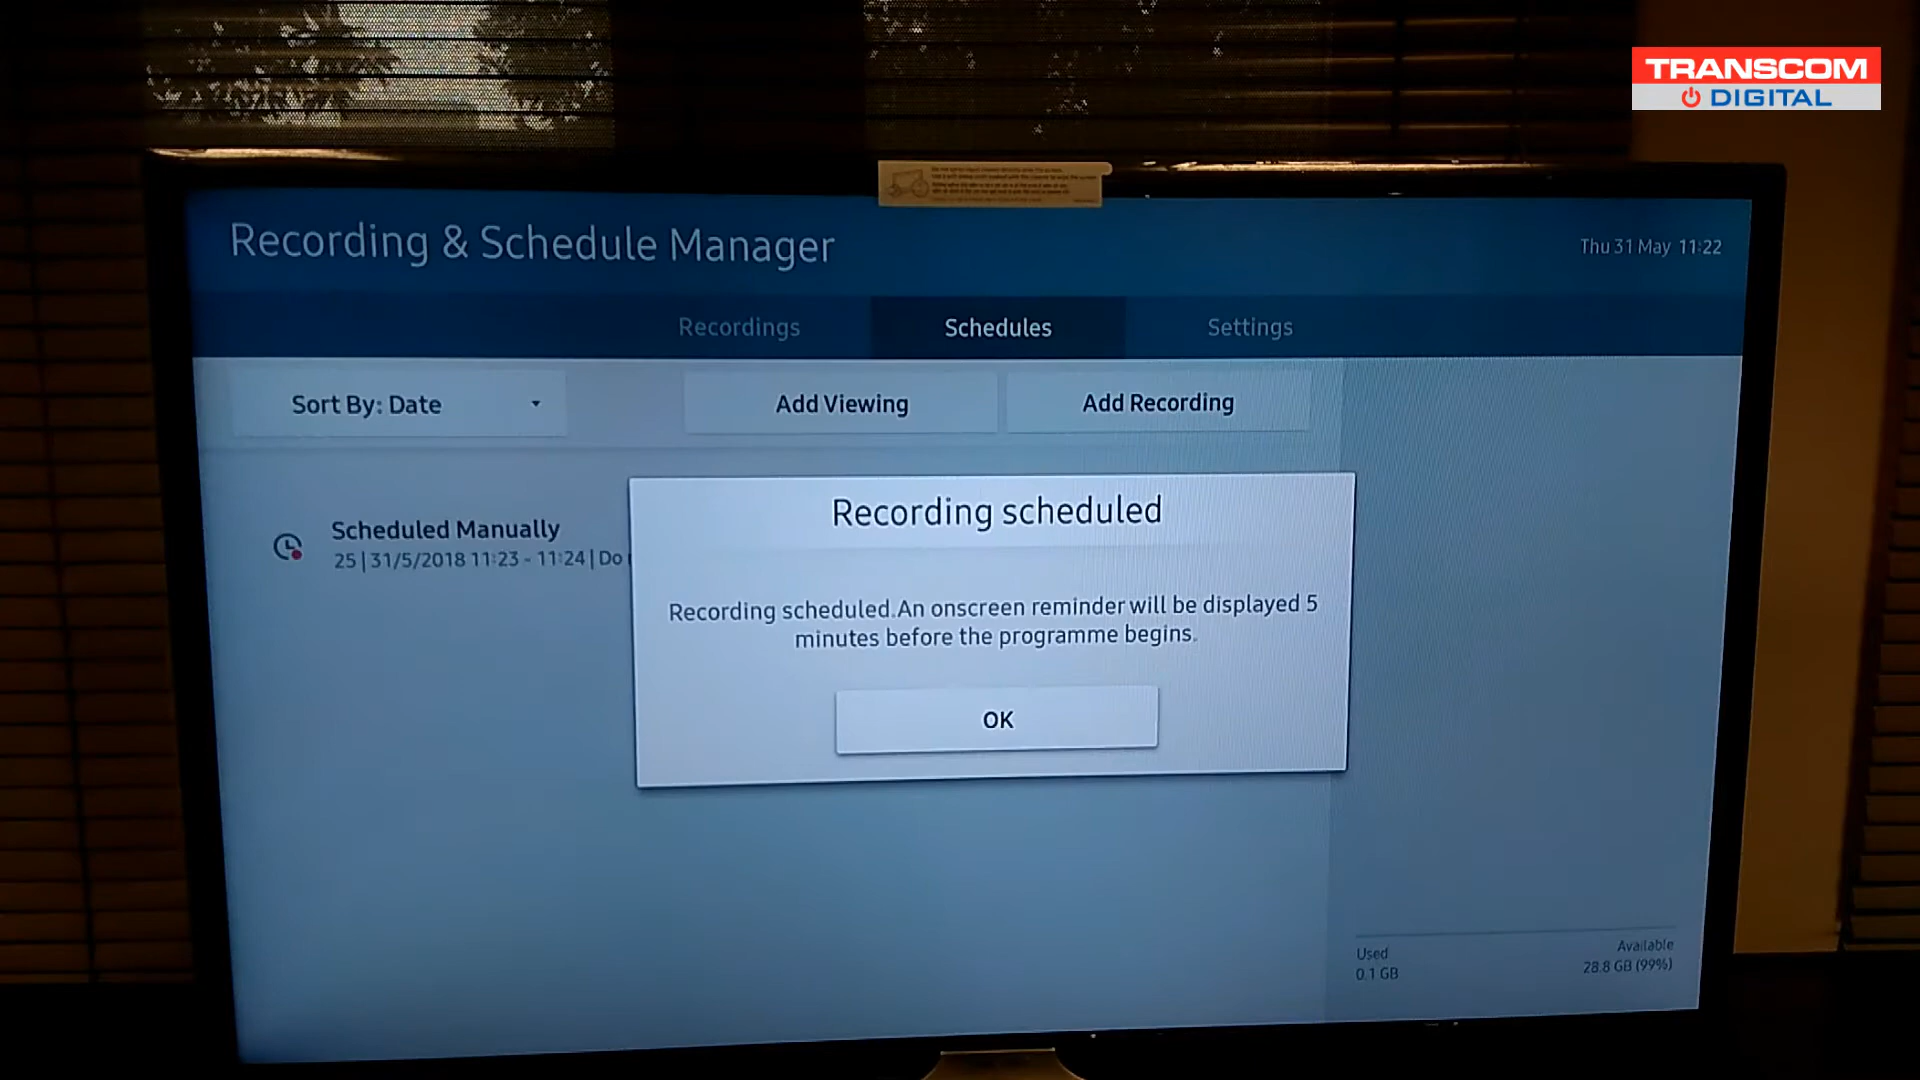 TRANSCOM
DIGITAL
Recording & Schedule Manager
Thu 31 May 11:22
Recordings
Schedules
Settings
Sort By: Date
Add Viewing
Add Recording
Scheduled Manually
25 | 31/5/2018 11:23 - 11:24 | Do
Recording scheduled
Recording scheduled.An onscreen reminder will be displayed 5
minutes before the programme begins.
OK
Used
0.1 GB
Available
28.8 GB (99%)